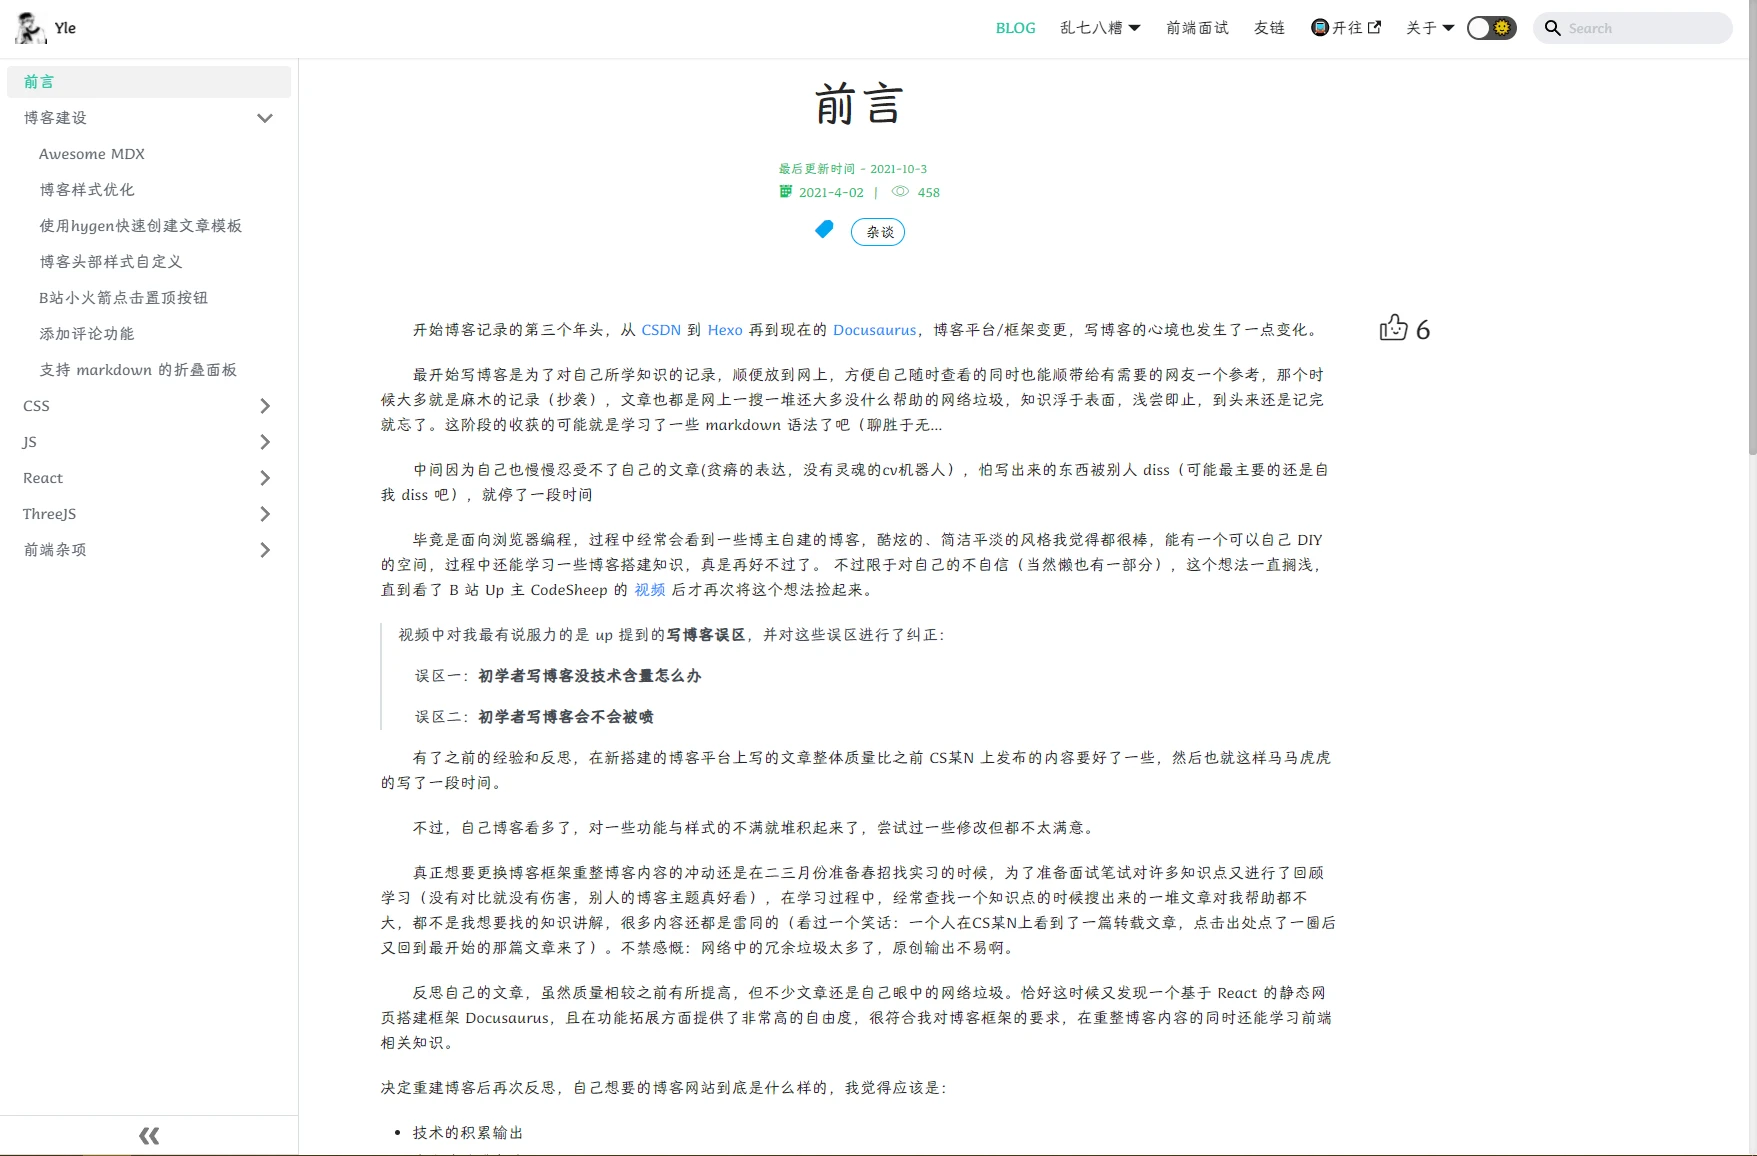 Yle
BLOG
乱七八糟
前端面试
友链
开往
关于
Search
前言
博客建设
Awesome MDX
博客样式优化
使用hygen快速创建文章模板
博客头部样式自定义
B站小火箭点击置顶按钮
添加评论功能
支持 markdown 的折叠面板
CSS
JS
React
ThreeJS
前端杂项
前言
最后更新时间 - 2021-10-3
2021-4-02 | 458
杂谈
开始博客记录的第三个年头，从 CSDN 到 Hexo 再到现在的 Docusaurus，博客平台/框架变更，写博客的心境也发生了一点变化。
6
最开始写博客是为了对自己所学知识的记录，顺便放到网上，方便自己随时查看的同时也能顺带给有需要的网友一个参考，那个时
候大多就是麻木的记录（抄袭），文章也都是网上一搜一堆还大多没什么帮助的网络垃圾，知识浮于表面，浅尝即止，到头来还是记完
就忘了。这阶段的收获的可能就是学习了一些 markdown 语法了吧（聊胜于无...
中间因为自己也慢慢忍受不了自己的文章(贫瘠的表达，没有灵魂的cv机器人），怕写出来的东西被别人 diss（可能最主要的还是自
我 diss 吧），就停了一段时间
毕竟是面向浏览器编程，过程中经常会看到一些博主自建的博客，酷炫的、简洁平淡的风格我觉得都很棒，能有一个可以自己 DIY
的空间，过程中还能学习一些博客搭建知识，真是再好不过了。 不过限于对自己的不自信（当然懒也有一部分），这个想法一直搁浅，
直到看了 B 站 Up 主 CodeSheep 的 视频 后才再次将这个想法捡起来。
视频中对我最有说服力的是 up 提到的写博客误区，并对这些误区进行了纠正：
误区一：初学者写博客没技术含量怎么办
误区二：初学者写博客会不会被喷
有了之前的经验和反思，在新搭建的博客平台上写的文章整体质量比之前 CS某N 上发布的内容要好了一些，然后也就这样马马虎虎
的写了一段时间。
不过，自己博客看多了，对一些功能与样式的不满就堆积起来了，尝试过一些修改但都不太满意。
真正想要更换博客框架重整博客内容的冲动还是在二三月份准备春招找实习的时候，为了准备面试笔试对许多知识点又进行了回顾
学习（没有对比就没有伤害，别人的博客主题真好看），在学习过程中，经常查找一个知识点的时候搜出来的一堆文章对我帮助都不
大，都不是我想要找的知识讲解，很多内容还都是雷同的（看过一个笑话：一个人在CS某N上看到了一篇转载文章，点击出处点了一圈后
又回到最开始的那篇文章来了）。不禁感慨：网络中的冗余垃圾太多了，原创输出不易啊。
反思自己的文章，虽然质量相较之前有所提高，但不少文章还是自己眼中的网络垃圾。恰好这时候又发现一个基于 React 的静态网
页搭建框架 Docusaurus，且在功能拓展方面提供了非常高的自由度，很符合我对博客框架的要求，在重整博客内容的同时还能学习前端
相关知识。
决定重建博客后再次反思，自己想要的博客网站到底是什么样的，我觉得应该是：
• 技术的积累输出